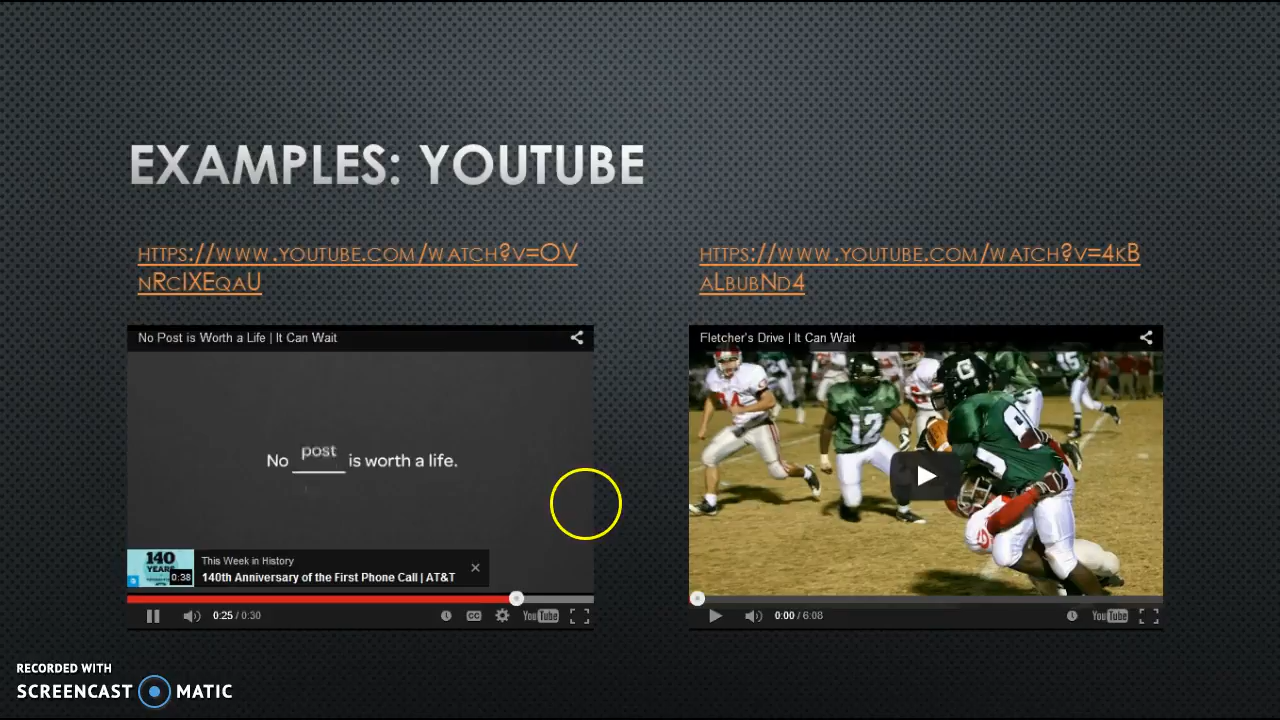 EXAMPLES: YOUTUBE
HTTPS://WWW.YOUTUBE.COM/WATCH?V=OV
NRCIXEQAU
HTTPS://WWW.YOUTUBE.COM/WATCH?V=4KB
ALBUBND4
No Post is Worth a Life | It Can Wait
No post is worth a life.
140
YEARS
0:38
This Week in History
140th Anniversary of the First Phone Call | AT&T
0:25 / 0:30
CC
YouTube
Fletcher's Drive | It Can Wait
12
0:00 / 6:08
YouTube
RECORDED WITH
SCREENCAST MATIC